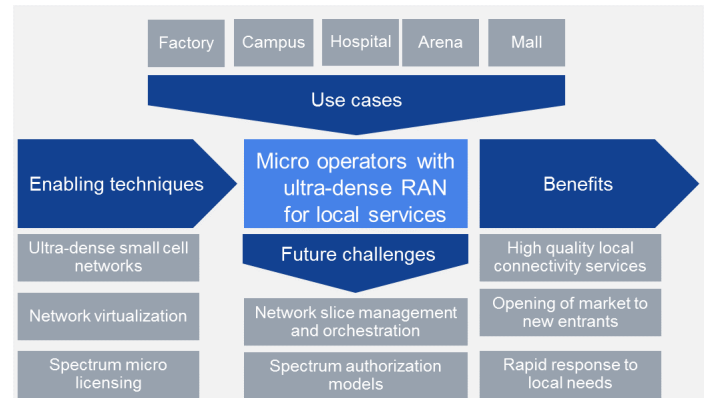 Factory
Campus
Hospital
Arena
Mall
Use cases
Enabling techniques
Micro operators with
ultra-dense RAN
for local services
Benefits
Ultra-dense small cell
networks
Network virtualization
Spectrum micro
licensing
Future challenges
Network slice management
and orchestration
Spectrum authorization
models
High quality local
connectivity services
Opening of market to
new entrants
Rapid response to
local needs